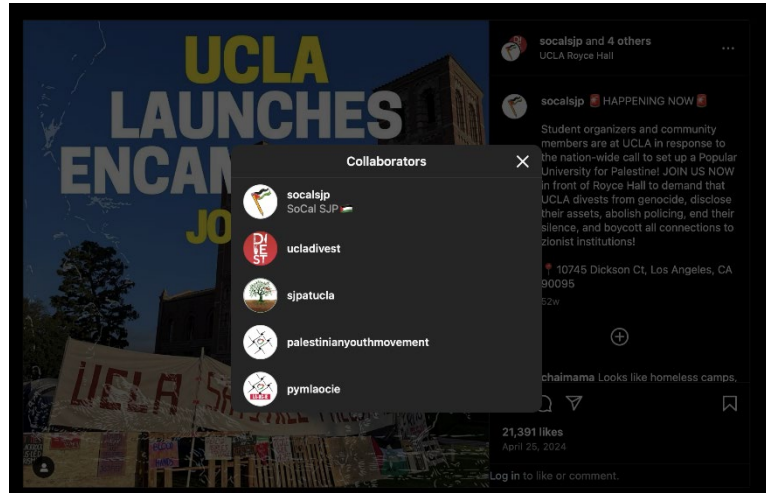 UCLA
LAUNCHES
ENCAM
JO
UCLA
Collaborators
socalsjp
SoCal SJP
ucladivest
sjpatucla
palestinianyouthmovement
pymlaocie
socalsjp and 4 others
UCLA Royce Hall
socalsjp 🚨 HAPPENING NOW 🚨
Student organizers and community
members are at UCLA in response to
the nation-wide call to set up a Popular
University for Palestine! JOIN US NOW
in front of Royce Hall to demand that
UCLA divests from genocide, disclose
their assets, abolish policing, end their
silence, and boycott all connections to
zionist institutions!
📍 10745 Dickson Ct, Los Angeles, CA
90095
52w
chaimama Looks like homeless camps,
21,391 likes
April 25, 2024
Log in to like or comment.